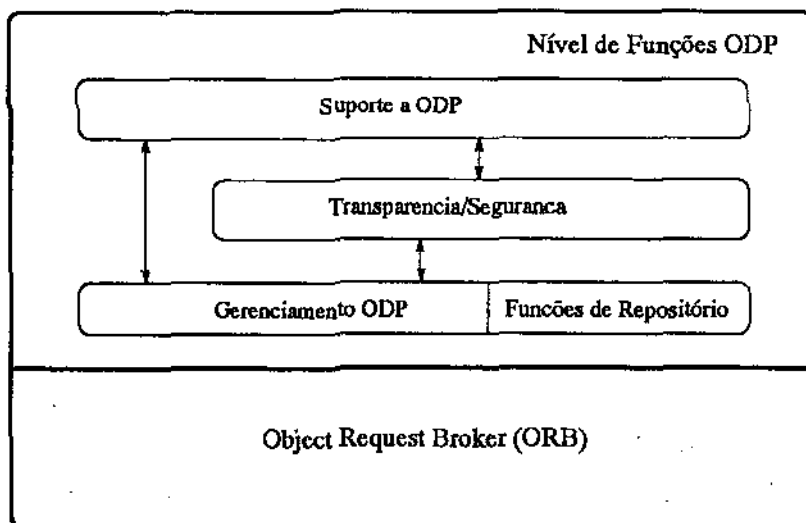 Nível de Funções ODP
Suporte a ODP
Transparencia/Seguranca
Gerenciamento ODP
Funcões de Repositório
Object Request Broker (ORB)